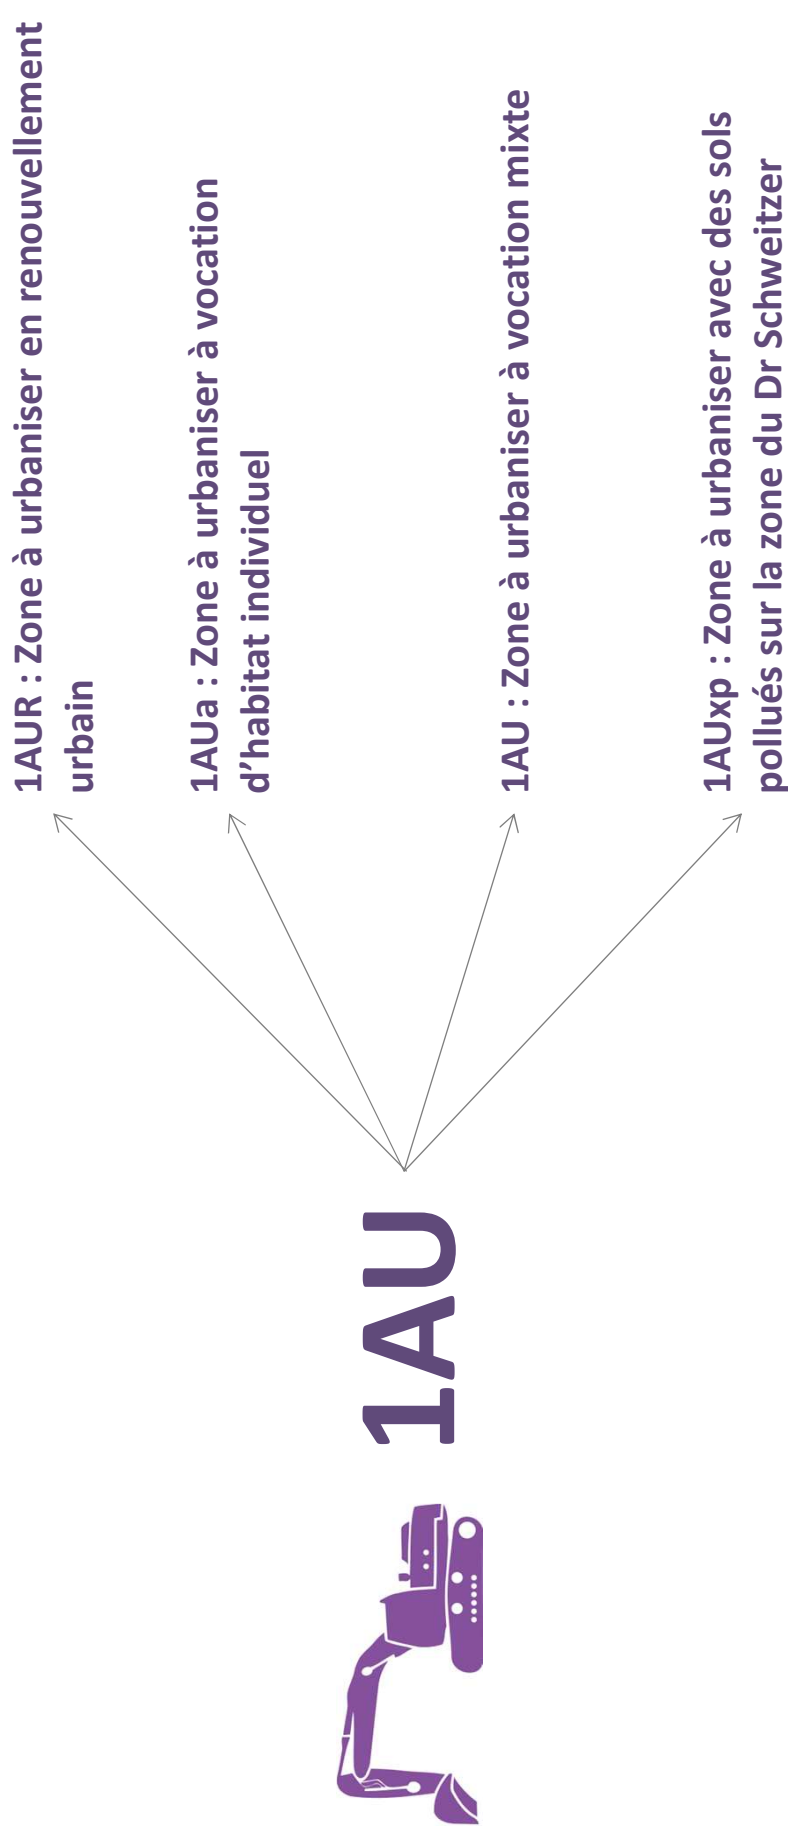 1AU
1AUR : Zone à urbaniser en renouvellement
urbain
1AUa : Zone à urbaniser à vocation
d’habitat individuel
1AU : Zone à urbaniser à vocation mixte
1AUxp : Zone à urbaniser avec des sols
pollués sur la zone du Dr Schweitzer